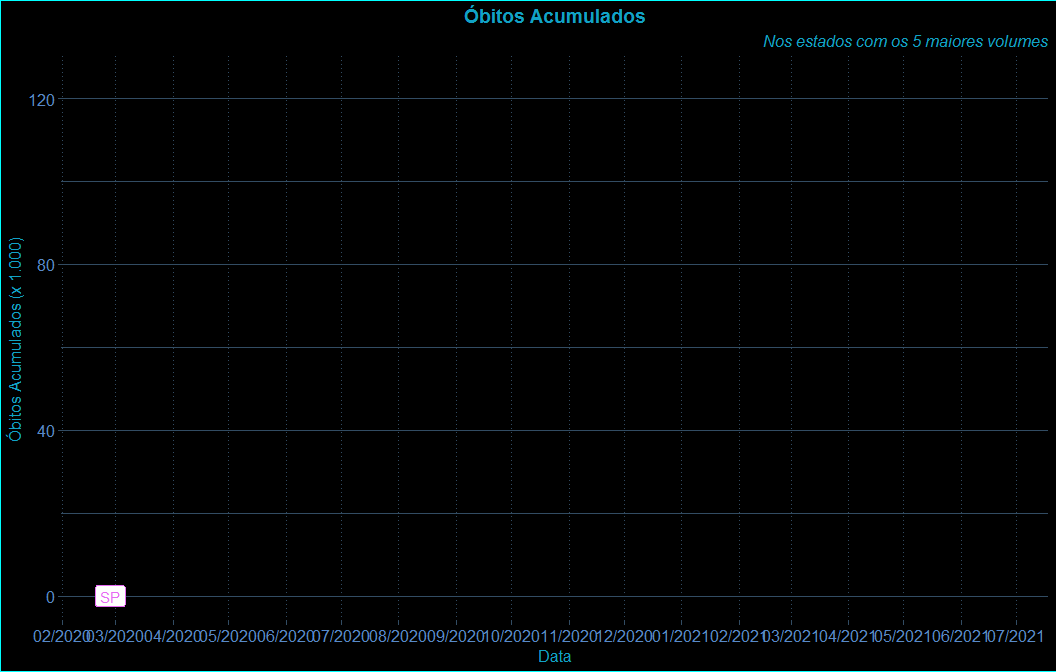 Óbitos Acumulados
Nos estados com os 5 maiores volumes
Óbitos Acumulados (x 1.000)
120
80
40
0
SP
02/2020 03/2020 04/2020 05/2020 06/2020 07/2020 08/2020 09/2020 10/2020 11/2020 12/2020 01/2021 02/2021 03/2021 04/2021 05/2021 06/2021 07/2021
Data